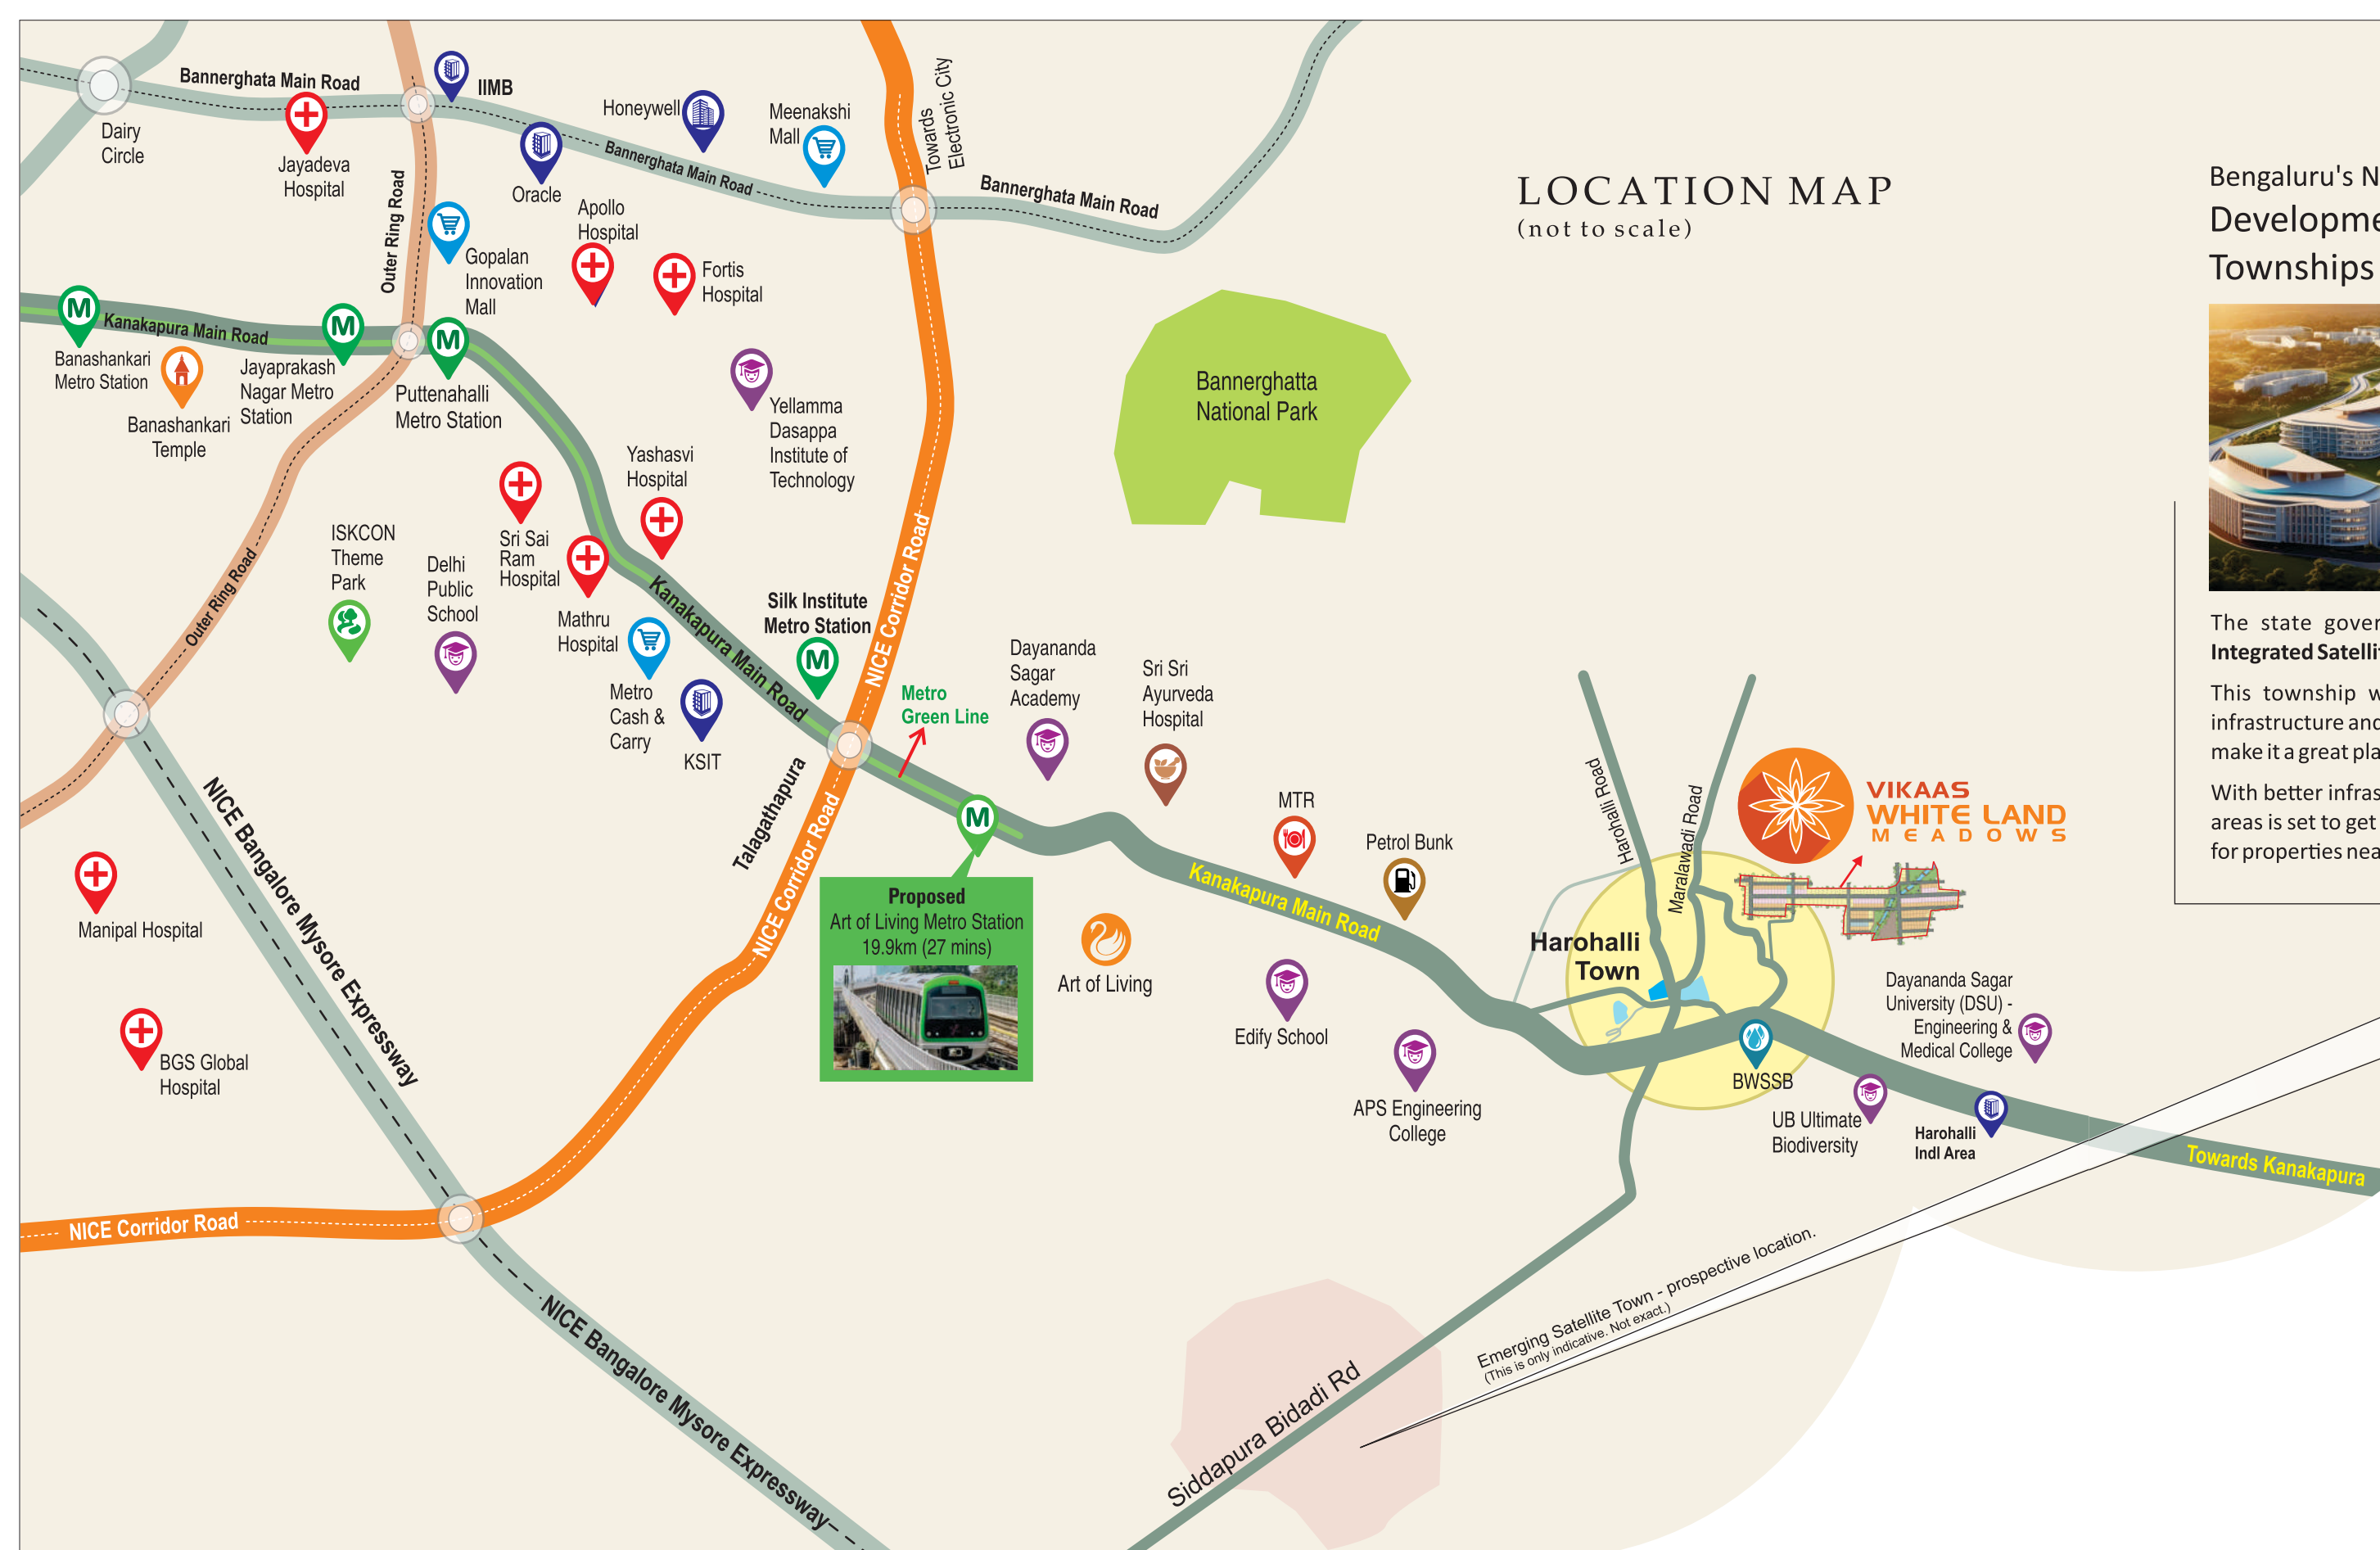 Bannerghata Main Road
IIMB
Dairy
Circle
Jayadeva
Hospital
Outer Ring Road
Oracle
Honeywell
Bannerghata Main Road
Meenakshi
Mall
Towards
Electronic City
Bannerghata Main Road
LOCATION MAP
(not to scale)
Apollo
Hospital
Gopalan
Innovation
Mall
Fortis
Hospital
M
Kanakapura Main Road
M
M
Banashankari
Metro Station
Banashankari
Temple
Jayaprakash
Nagar Metro
Station
Puttenahalli
Metro Station
Yellamma
Dasappa
Institute of
Technology
Bannerghatta
National Park
Yashasvi
Hospital
Sri Sai
Ram
Hospital
ISKCON
Theme
Park
Delhi
Public
School
Outer Ring Road
Mathru
Hospital
Kanakapura Main Road
Silk Institute
Metro Station
M
NICE Corridor Road
Metro
Cash &
Carry
KSIT
Metro
Green Line
Dayananda
Sagar
Academy
Sri Sri
Ayurveda
Hospital
Talagathapura
NICE Corridor Road
M
Proposed
Art of Living Metro Station
19.9km (27 mins)
Art of Living
MTR
Petrol Bunk
Kanakapura Main Road
Edify School
APS Engineering
College
Harohalli Road
Maralawadi Road
VIKAAS
WHITE LAND
MEADOWS
Harohalli
Town
BWSSB
Dayananda Sagar
University (DSU) -
Engineering &
Medical College
UB Ultimate
Biodiversity
Harohalli
Indl Area
Towards Kanakapura
NICE Bangalore Mysore Expressway
Manipal Hospital
BGS Global
Hospital
NICE Corridor Road
NICE Bangalore Mysore Expressway
Siddapura Bidadi Rd
Emerging Satellite Town - prospective location.
(This is only indicative. Not exact.)
Bengaluru's N
Developme
Townships
The state gover
Integrated Satelli
This township w
infrastructure and
make it a great pla
With better infras
areas is set to get
for properties nea